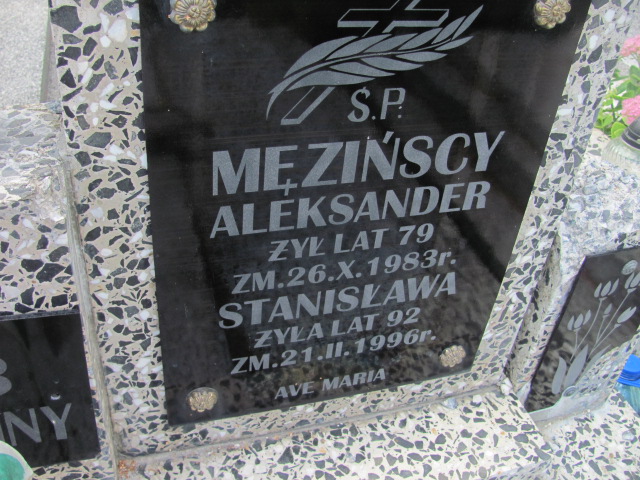 Ś.P.
MĘZIŃSCY
ALEKSANDER
ŻYŁ LAT 79
ZM. 26.X.1983r.
STANISŁAWA
ŻYŁA LAT 92
ZM. 21.II.1996r.
AVE MARIA